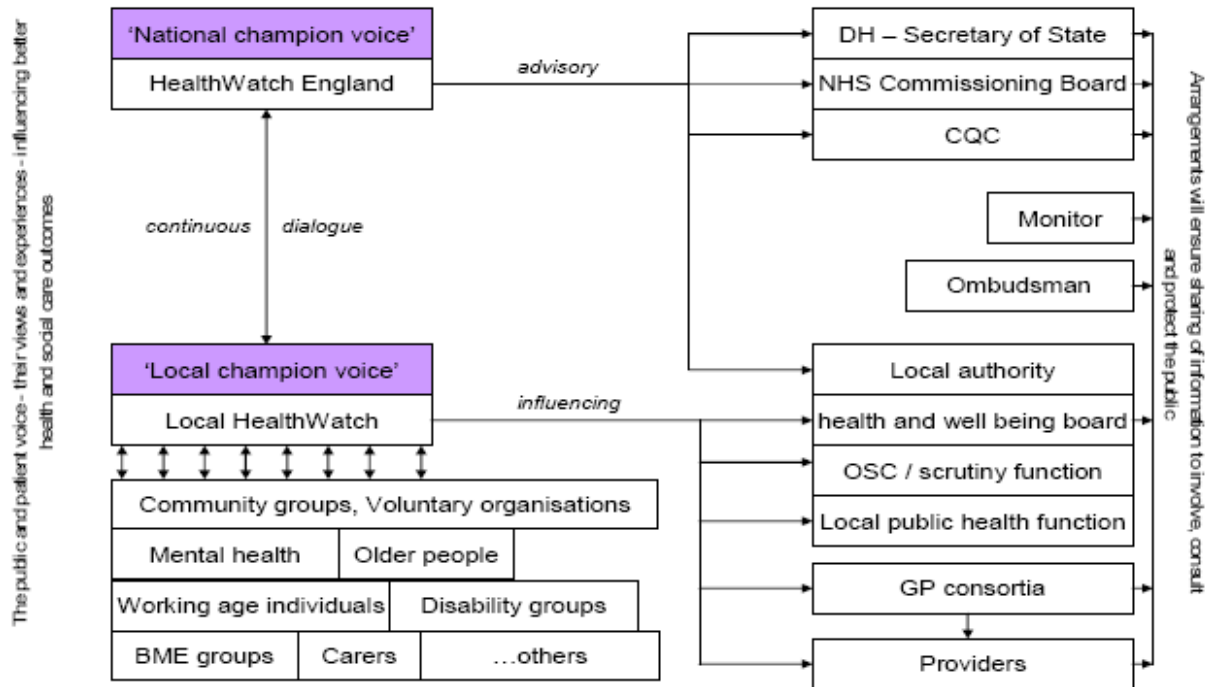 The public and patient voice - their views and experiences - influencing better
health and social care outcomes
'National champion voice'
HealthWatch England
advisory
continuous dialogue
'Local champion voice'
Local HealthWatch
influencing
Community groups, Voluntary organisations
Mental health
Older people
Working age individuals
Disability groups
BME groups
Carers
...others
DH – Secretary of State
NHS Commissioning Board
CQC
Monitor
Ombudsman
Local authority
health and well being board
OSC / scrutiny function
Local public health function
GP consortia
Providers
Arrangements will ensure sharing of information to involve, consult
and protect the public